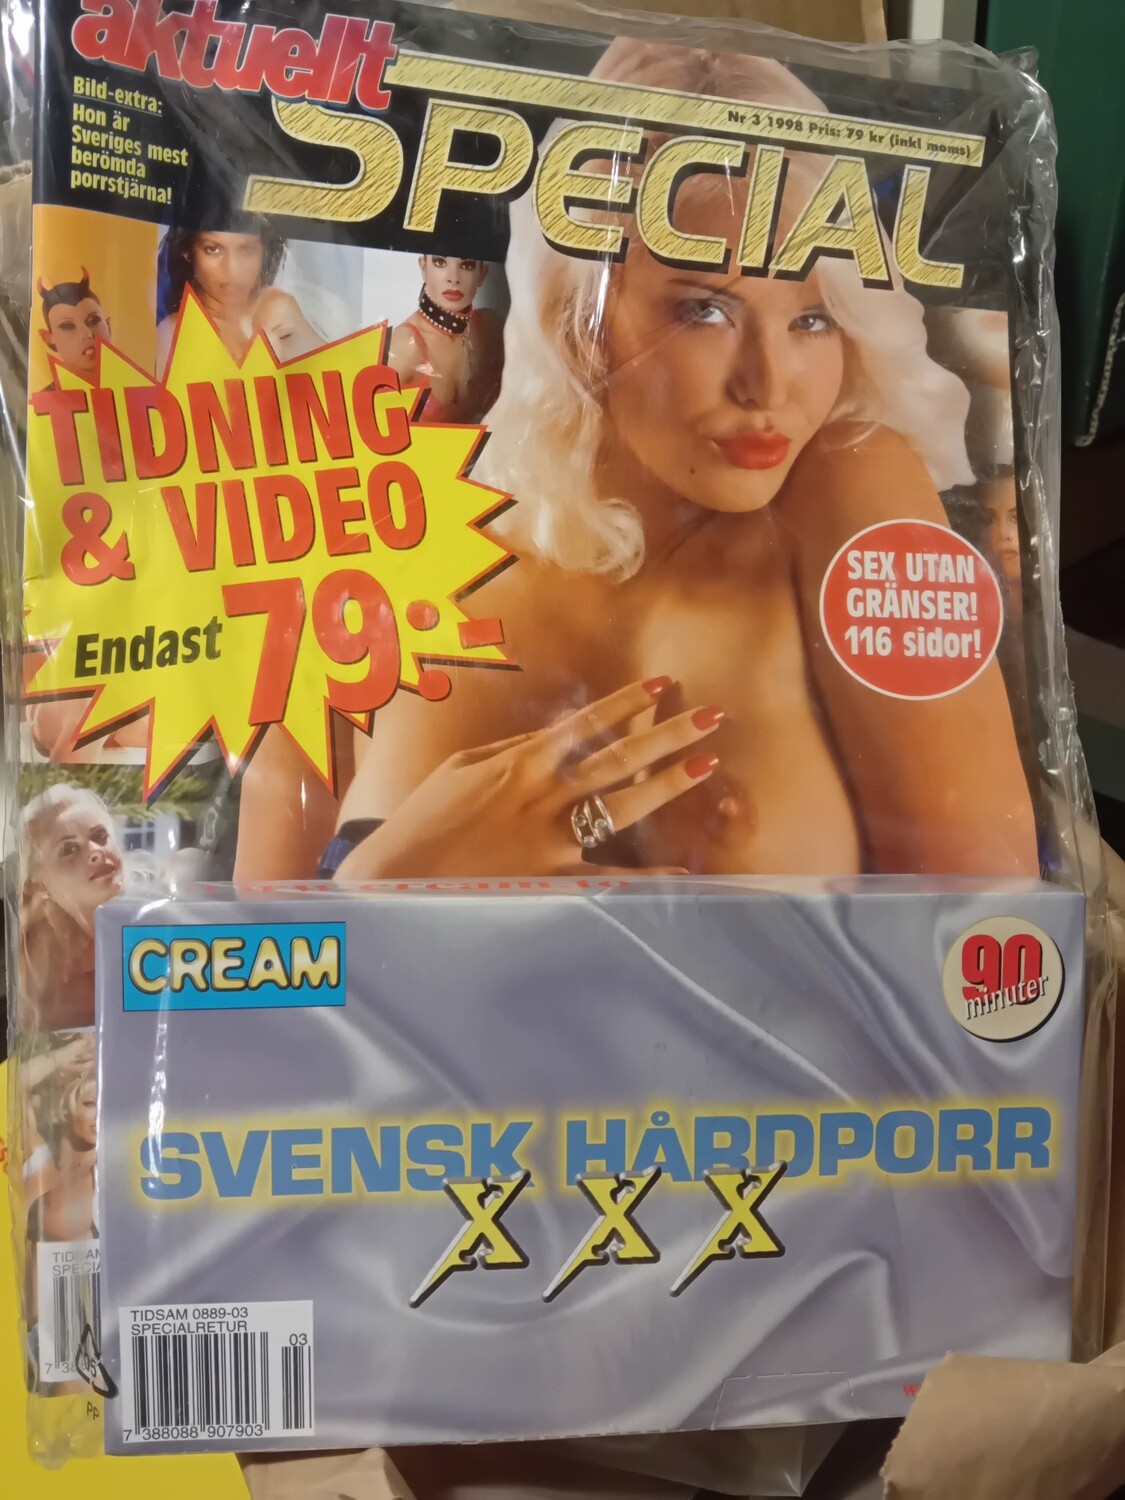 aktuellt
SPECIAL
Nr 3 1998 Pris: 79 kr (inkl moms)
Bild-extra:
Hon är
Sveriges mest
berömda
porrstjärna!
TIDNING
& VIDEO
Endast 79:-
SEX UTAN
GRÄNSER!
116 sidor!
CREAM
90
minuter
SVENSK HÅRDPORR
XXX
TIDSAM 0889-03
SPECIALRETUR
03
7 388088 907903